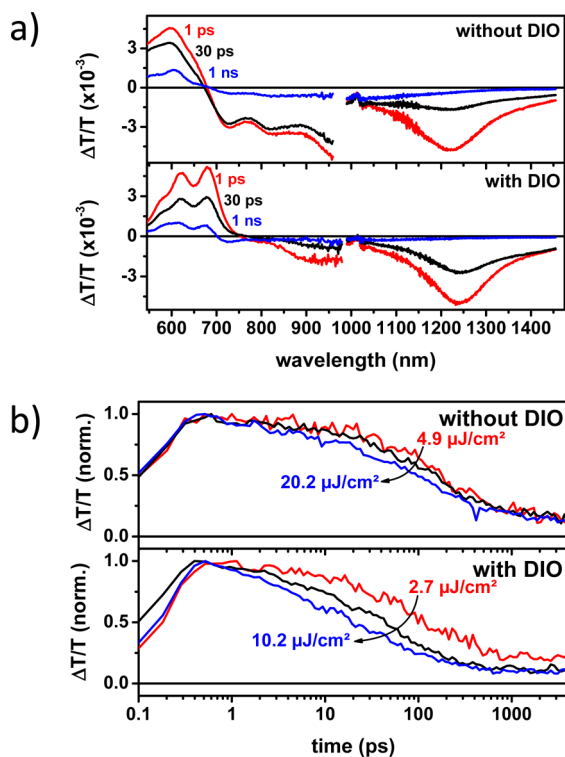 a)
without DIO
1 ps
30 ps
1 ns
3
0
-3
ΔT/T (x10⁻³)
with DIO
1 ps
30 ps
1 ns
3
0
-3
ΔT/T (x10⁻³)
600 700 800 900 1000 1100 1200 1300 1400
wavelength (nm)
b)
without DIO
4.9 µJ/cm²
20.2 µJ/cm²
1.0
0.5
0.0
ΔT/T (norm.)
with DIO
2.7 µJ/cm²
10.2 µJ/cm²
1.0
0.5
0.0
ΔT/T (norm.)
0.1 1 10 100 1000
time (ps)